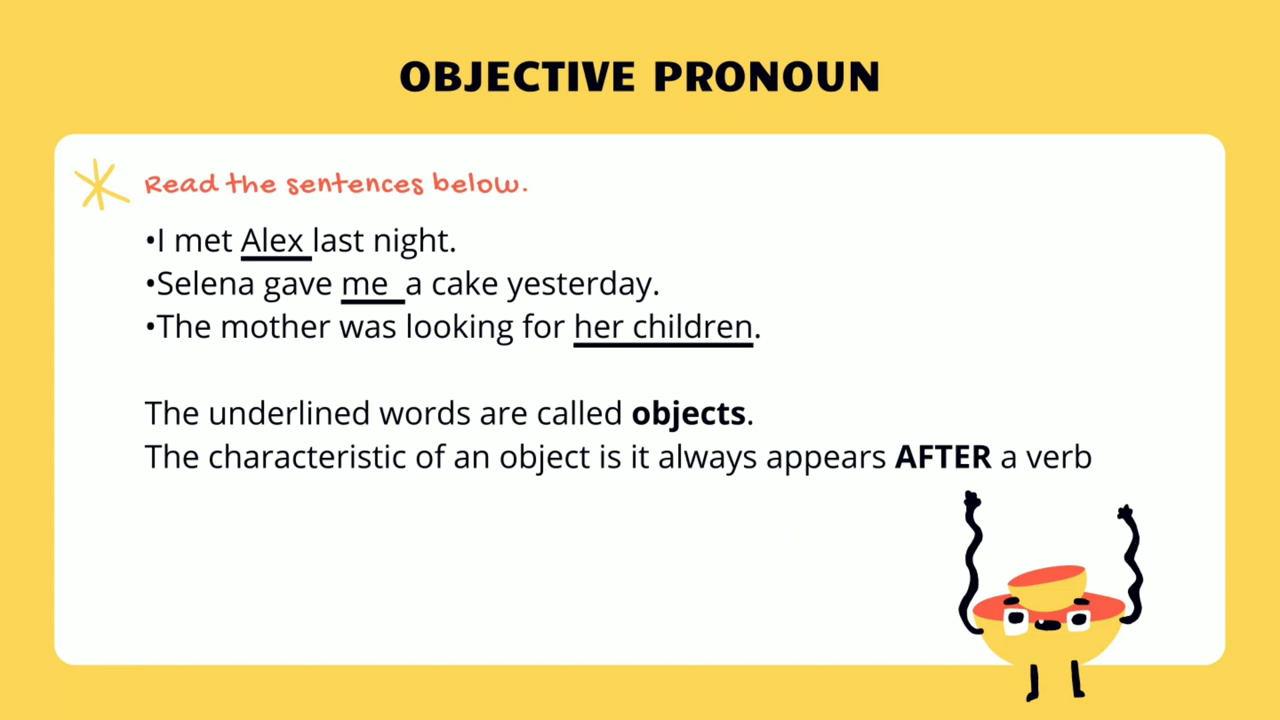 OBJECTIVE PRONOUN
Read the sentences below.
•I met Alex last night.
•Selena gave me a cake yesterday.
•The mother was looking for her children.
The underlined words are called objects.
The characteristic of an object is it always appears AFTER a verb